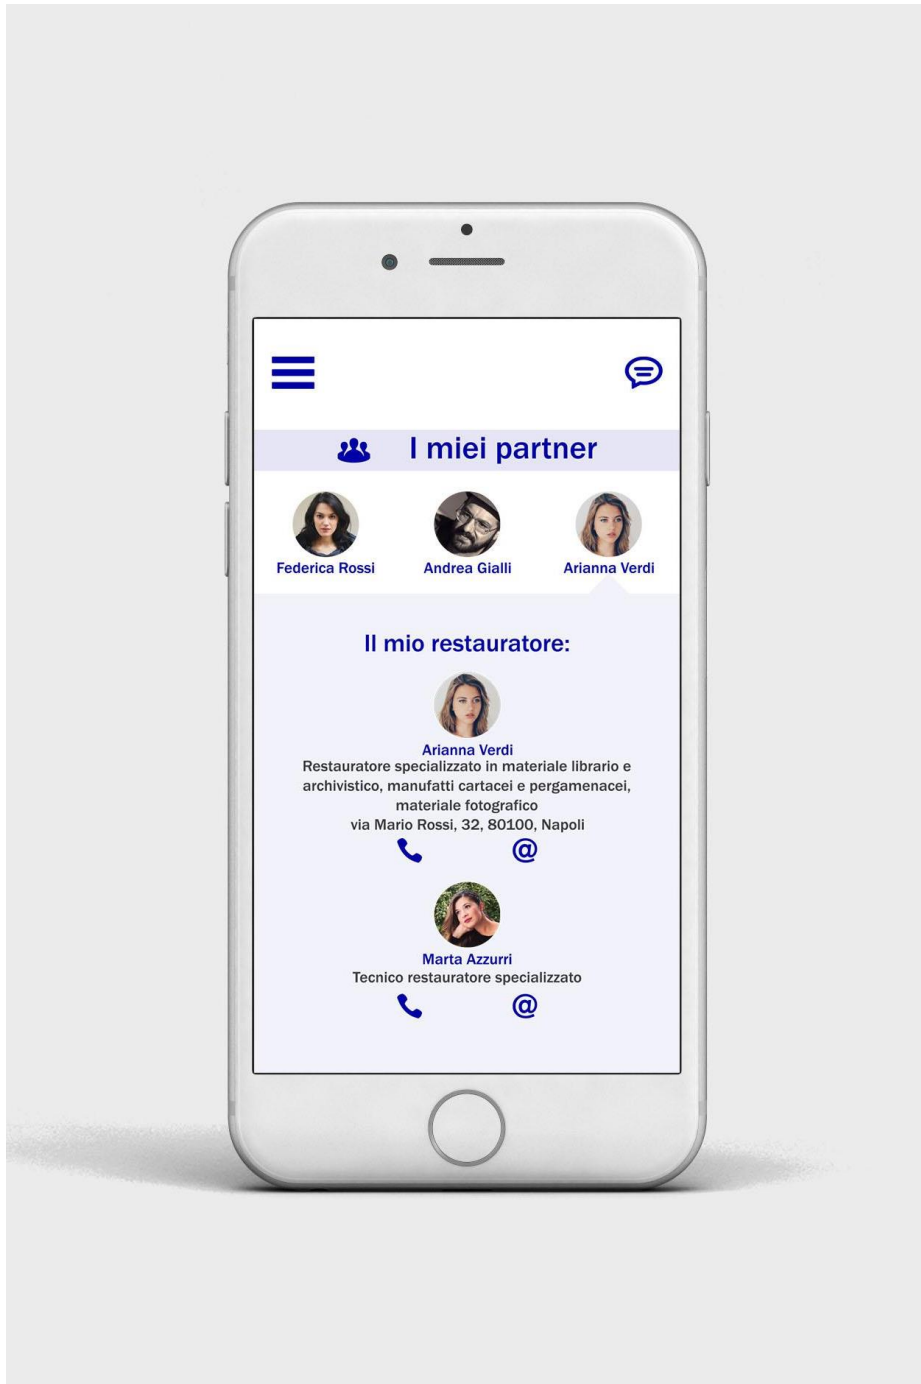 I miei partner
Federica Rossi
Andrea Gialli
Arianna Verdi
Il mio restauratore:
Arianna Verdi
Restauratore specializzato in materiale librario e
archivistico, manufatti cartacei e pergamenacei,
materiale fotografico
via Mario Rossi, 32, 80100, Napoli
@
Marta Azzurri
Tecnico restauratore specializzato
@